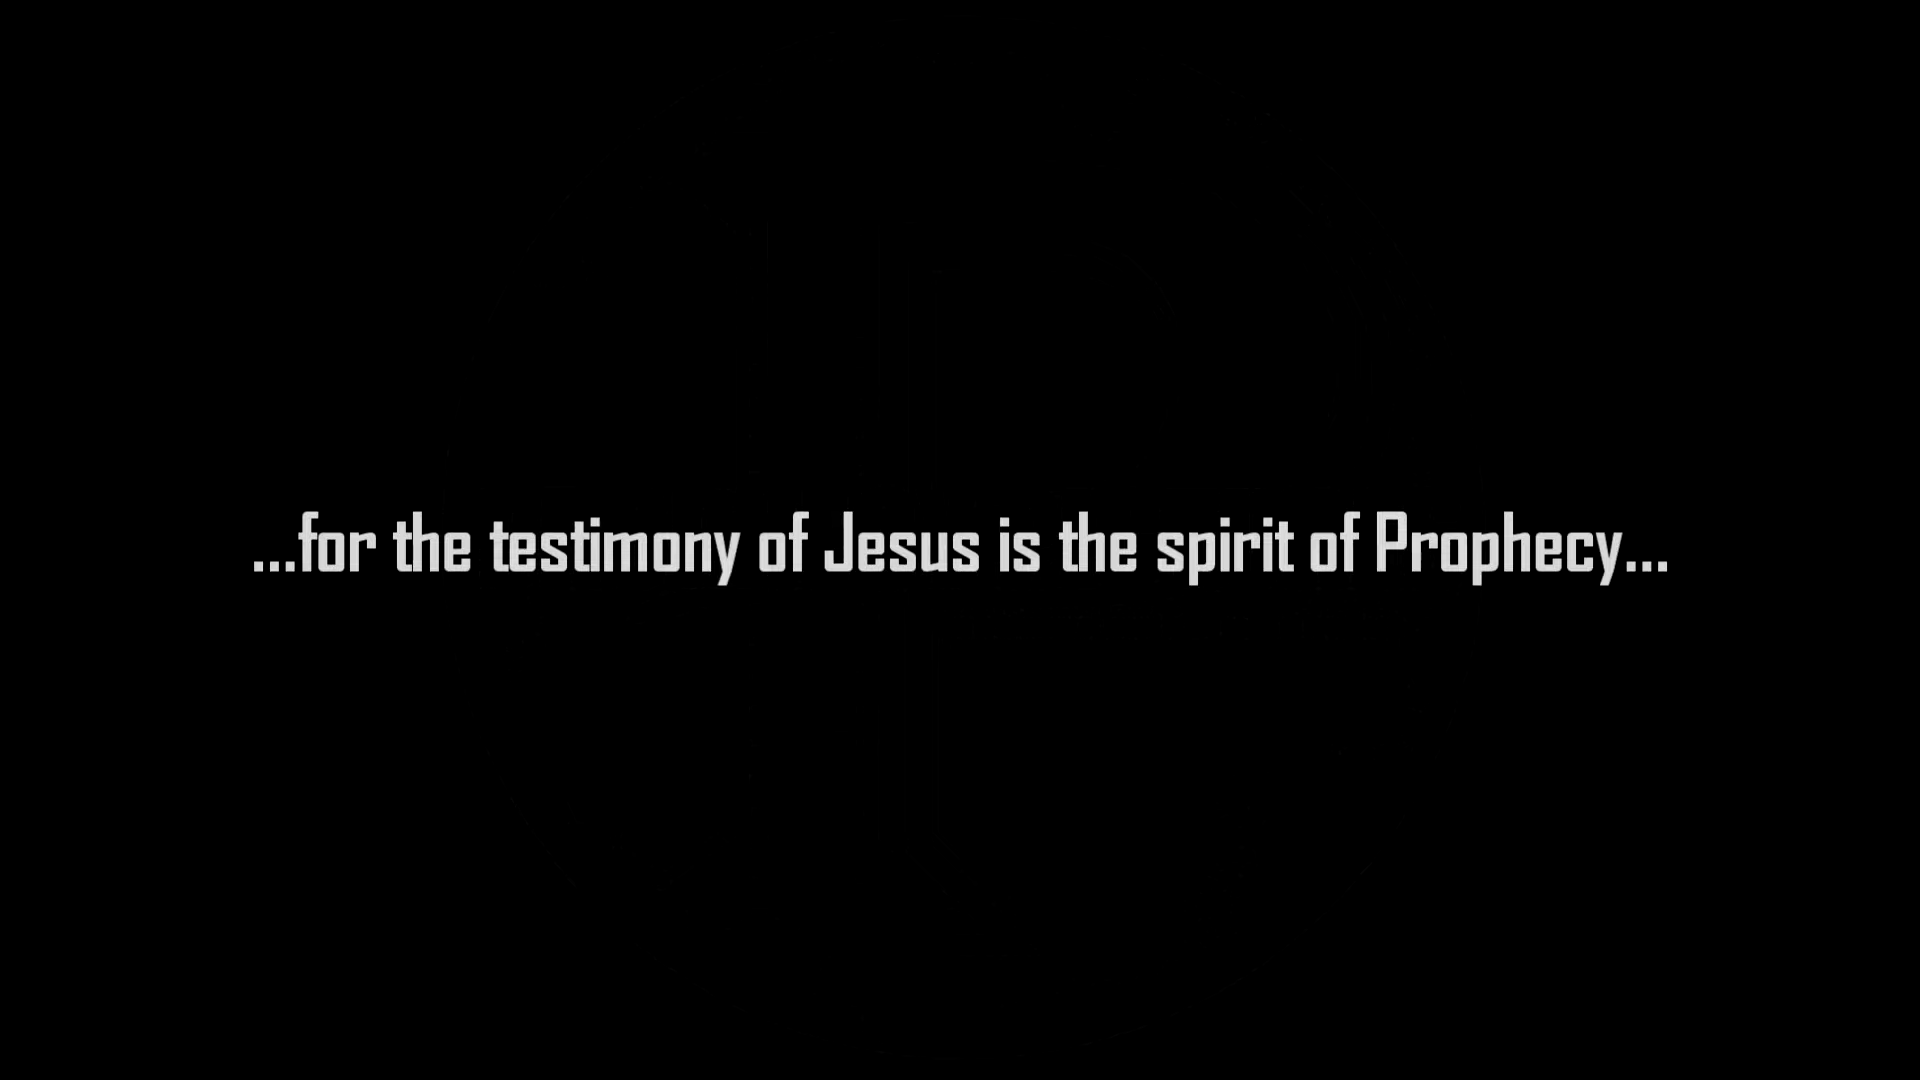 ...for the testimony of Jesus is the spirit of Prophecy...